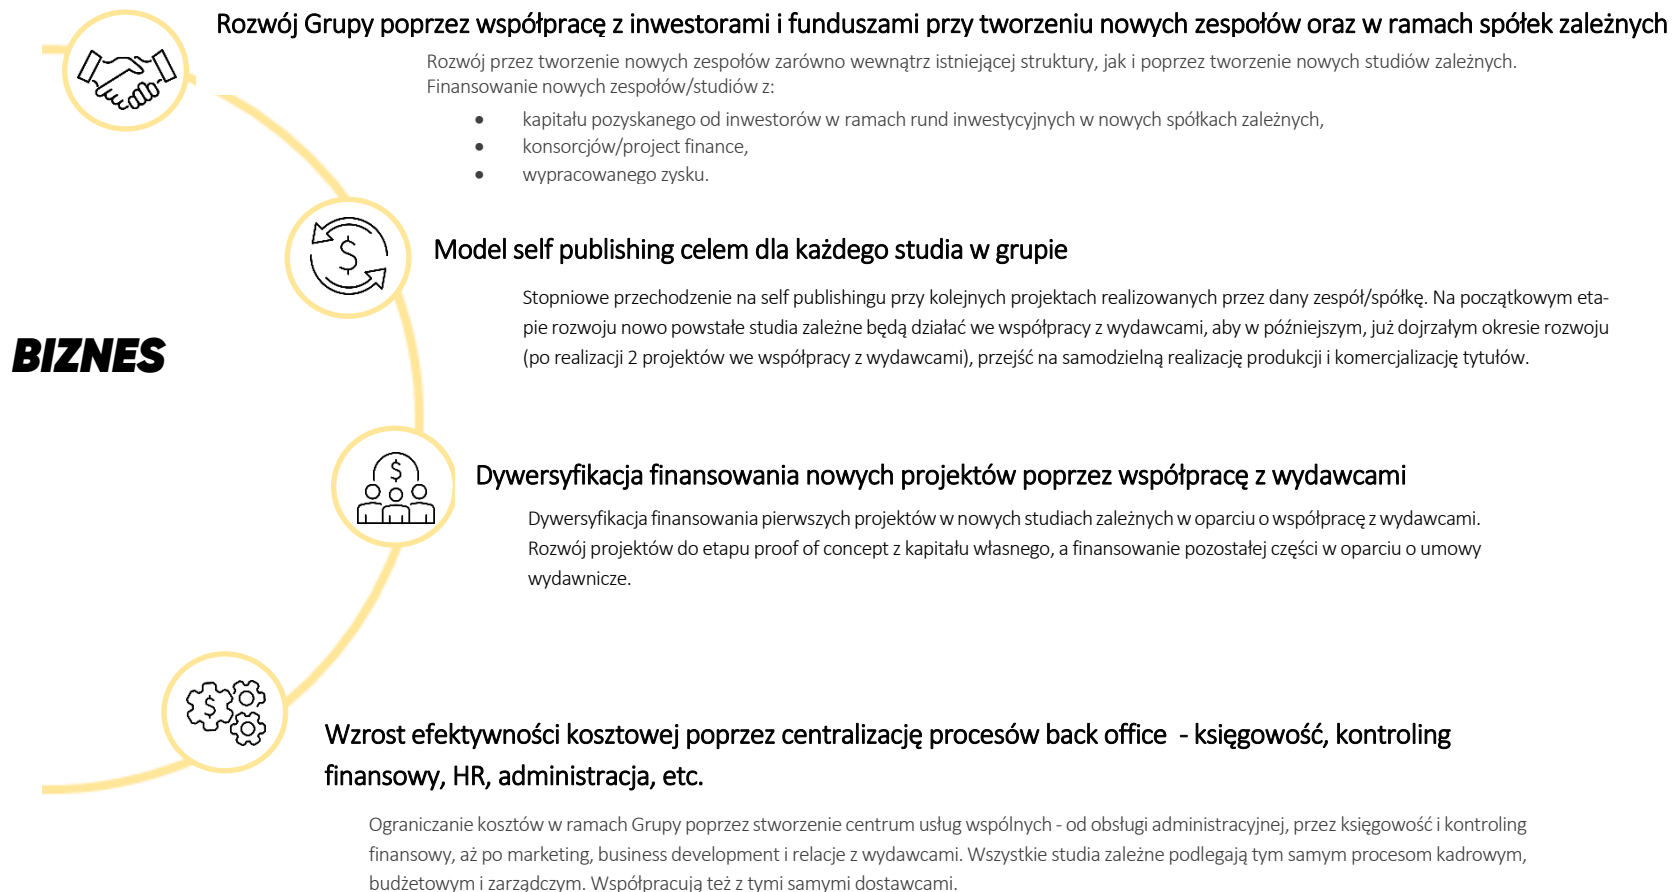 Rozwój Grupy poprzez współpracę z inwestorami i funduszami przy tworzeniu nowych zespołów oraz w ramach spółek zależnych
Rozwój przez tworzenie nowych zespołów zarówno wewnątrz istniejącej struktury, jak i poprzez tworzenie nowych studiów zależnych.
Finansowanie nowych zespołów/studiów z:
• kapitału pozyskanego od inwestorów w ramach rund inwestycyjnych w nowych spółkach zależnych,
• konsorcjów/project finance,
• wypracowanego zysku.
$
Model self publishing celem dla każdego studia w grupie
Stopniowe przechodzenie na self publishingu przy kolejnych projektach realizowanych przez dany zespół/spółkę. Na początkowym eta-
pie rozwoju nowo powstałe studia zależne będą działać we współpracy z wydawcami, aby w późniejszym, już dojrzałym okresie rozwoju
(po realizacji 2 projektów we współpracy z wydawcami), przejść na samodzielną realizację produkcji i komercjalizację tytułów.
BIZNES
$
Dywersyfikacja finansowania nowych projektów poprzez współpracę z wydawcami
Dywersyfikacja finansowania pierwszych projektów w nowych studiach zależnych w oparciu o współpracę z wydawcami.
Rozwój projektów do etapu proof of concept z kapitału własnego, a finansowanie pozostałej części w oparciu o umowy
wydawnicze.
$
Wzrost efektywności kosztowej poprzez centralizację procesów back office - księgowość, kontroling
finansowy, HR, administracja, etc.
Ograniczanie kosztów w ramach Grupy poprzez stworzenie centrum usług wspólnych - od obsługi administracyjnej, przez księgowość i kontroling
finansowy, aż po marketing, business development i relacje z wydawcami. Wszystkie studia zależne podlegają tym samym procesom kadrowym,
budżetowym i zarządczym. Współpracują też z tymi samymi dostawcami.